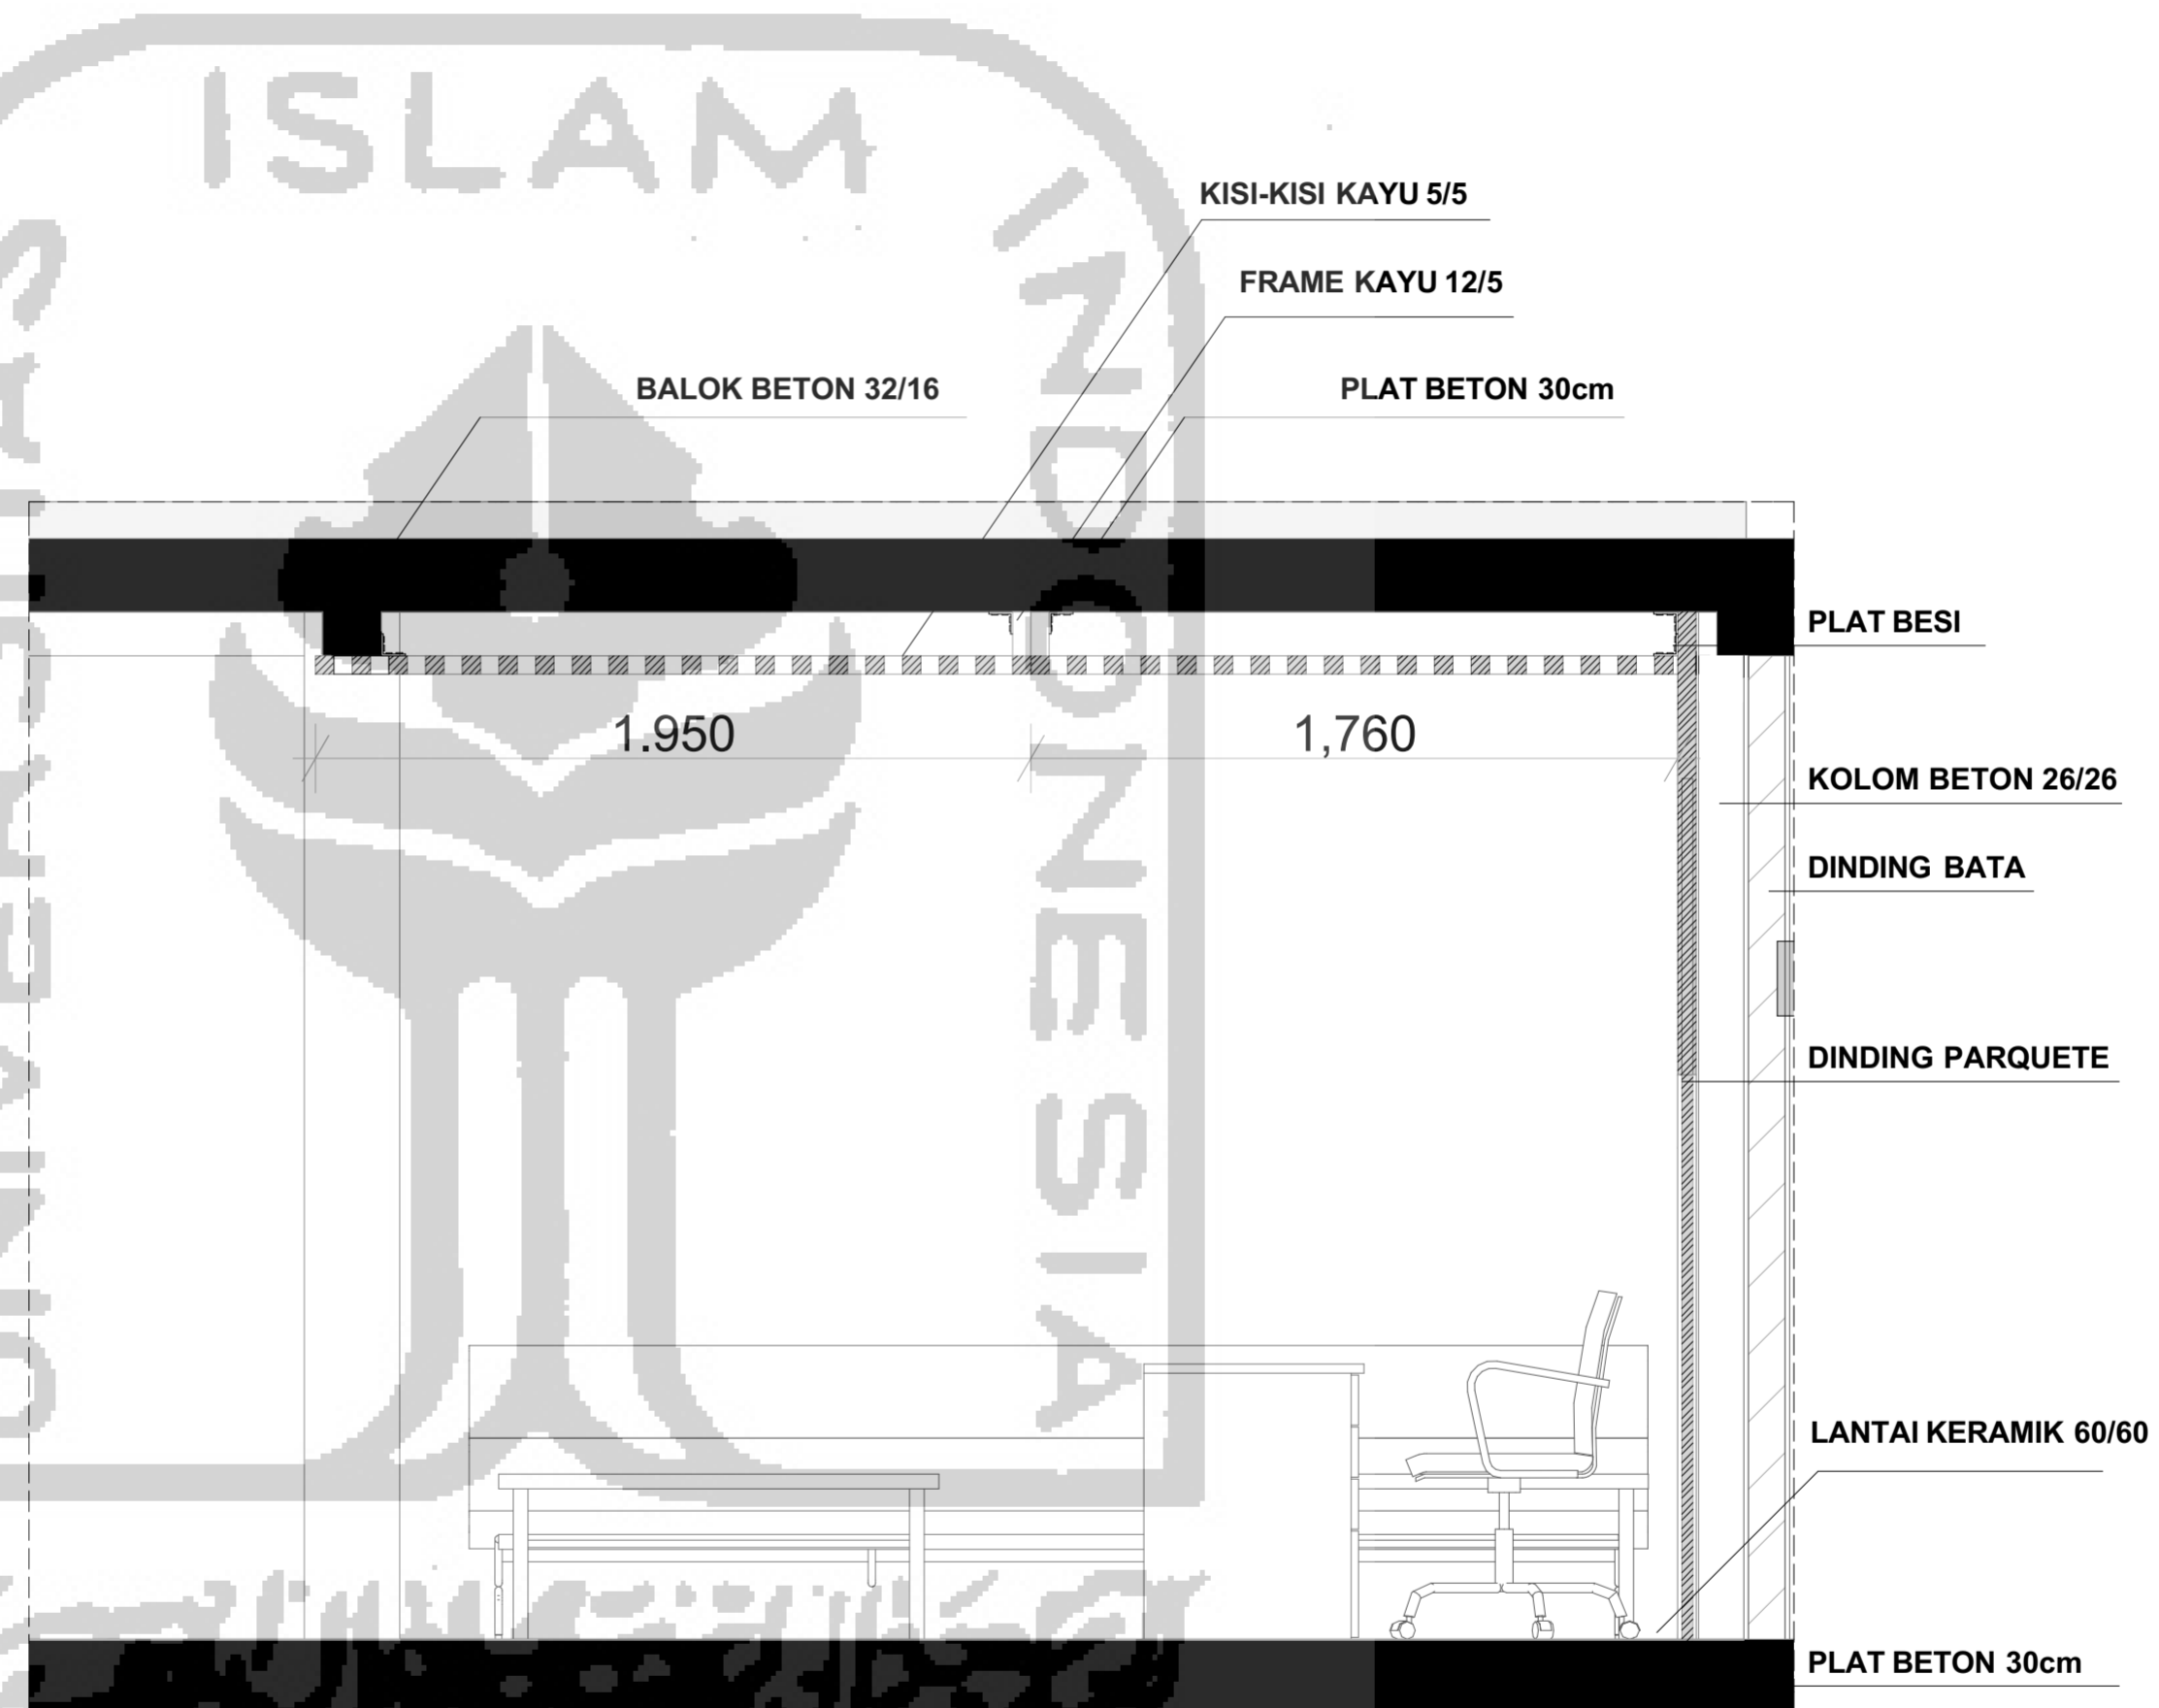 ISLAM
INDONESIA
KISI-KISI KAYU 5/5
FRAME KAYU 12/5
BALOK BETON 32/16
PLAT BETON 30cm
PLAT BESI
1.950
1,760
KOLOM BETON 26/26
DINDING BATA
DINDING PARQUETE
LANTAI KERAMIK 60/60
PLAT BETON 30cm